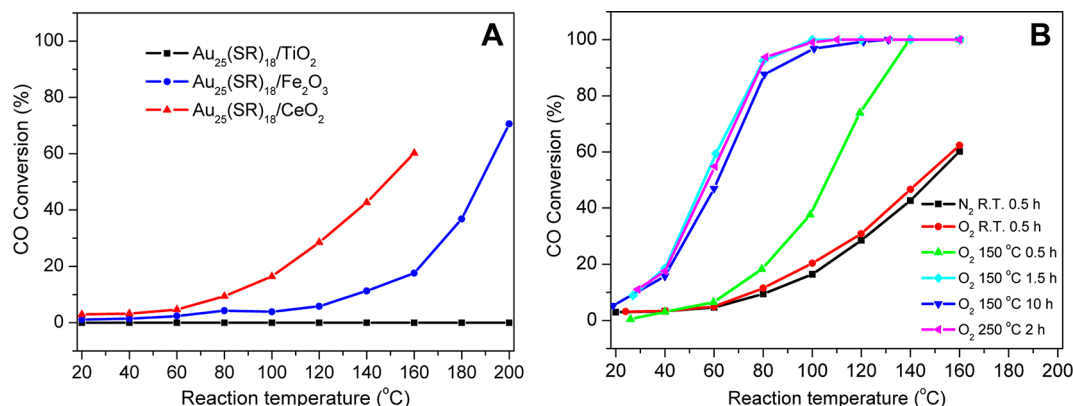 A
Au25(SR)18/TiO2
Au25(SR)18/Fe2O3
Au25(SR)18/CeO2
CO Conversion (%)
100
80
60
40
20
0
20 40 60 80 100 120 140 160 180 200
Reaction temperature (°C)
B
CO Conversion (%)
100
80
60
40
20
0
N2 R.T. 0.5 h
O2 R.T. 0.5 h
O2 150 °C 0.5 h
O2 150 °C 1.5 h
O2 150 °C 10 h
O2 250 °C 2 h
20 40 60 80 100 120 140 160 180 200
Reaction temperature (°C)